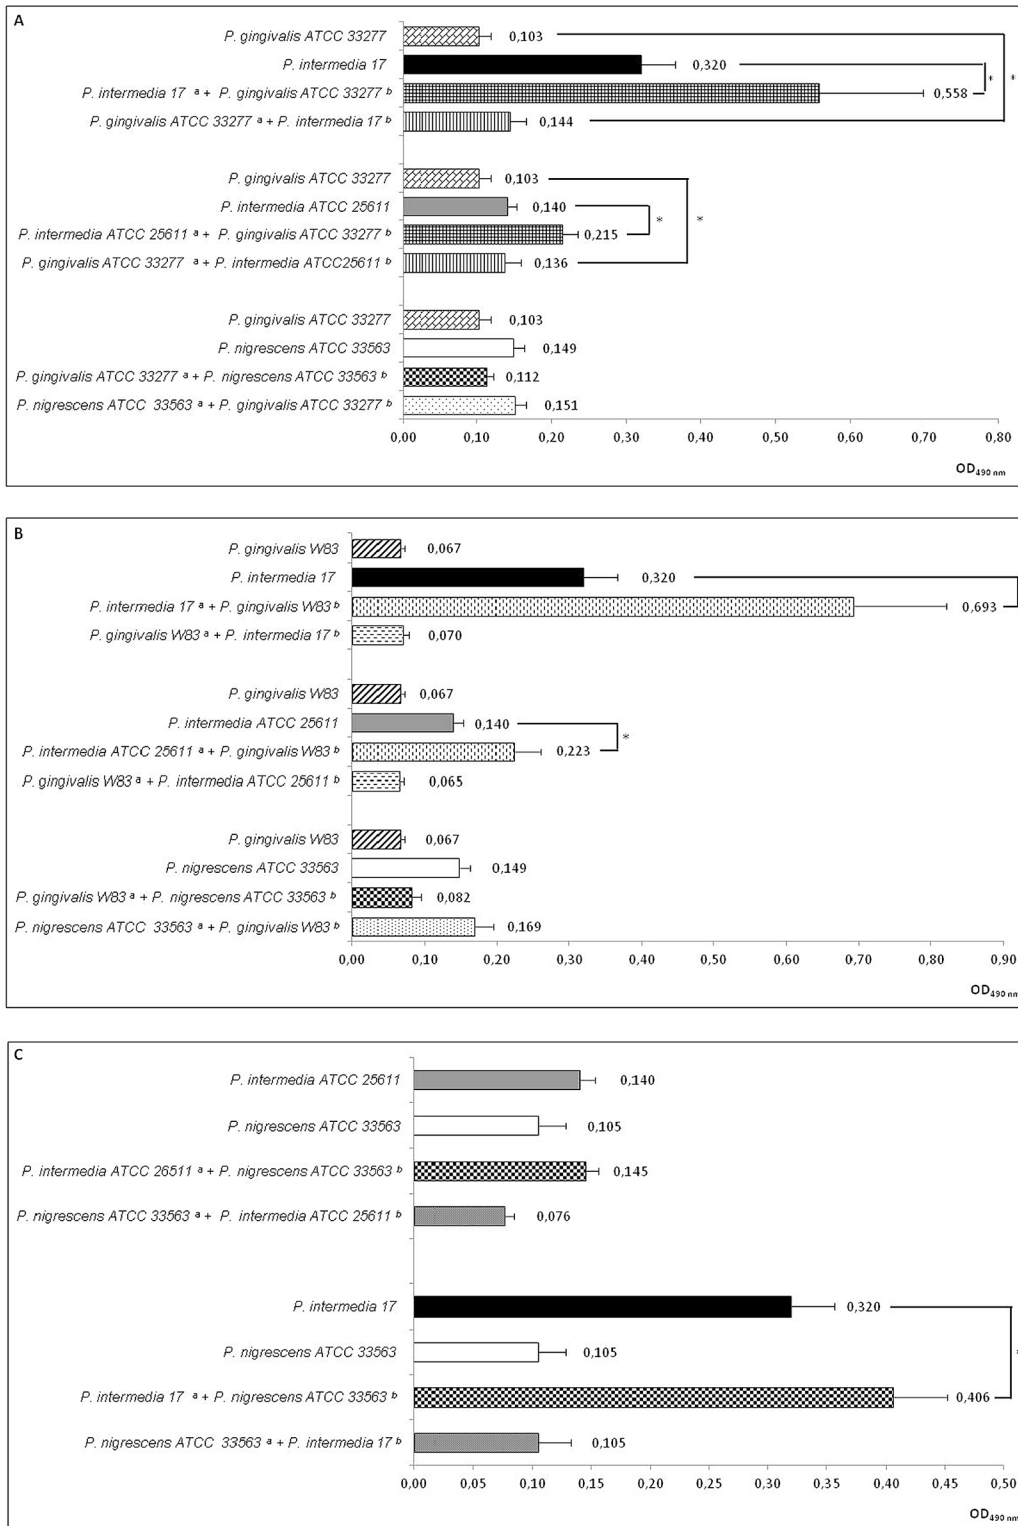 A
P. gingivalis ATCC 33277 0,103
*
P. intermedia 17 0,320
*
P. intermedia 17 a + P. gingivalis ATCC 33277 b 0,558
P. gingivalis ATCC 33277 a + P. intermedia 17 b 0,144
P. gingivalis ATCC 33277 0,103
P. intermedia ATCC 25611 0,140
* *
P. intermedia ATCC 25611 a + P. gingivalis ATCC 33277 b 0,215
P. gingivalis ATCC 33277 a + P. intermedia ATCC25611 b 0,136
P. gingivalis ATCC 33277 0,103
P. nigrescens ATCC 33563 0,149
P. gingivalis ATCC 33277 a + P. nigrescens ATCC 33563 b 0,112
P. nigrescens ATCC 33563 a + P. gingivalis ATCC 33277 b 0,151
0,00 0,10 0,20 0,30 0,40 0,50 0,60 0,70 0,80
OD490 nm
B
P. gingivalis W83 0,067
P. intermedia 17 0,320
P. intermedia 17 a + P. gingivalis W83 b 0,693
P. gingivalis W83 a + P. intermedia 17 b 0,070
P. gingivalis W83 0,067
P. intermedia ATCC 25611 0,140
*
P. intermedia ATCC 25611 a + P. gingivalis W83 b 0,223
P. gingivalis W83 a + P. intermedia ATCC 25611 b 0,065
P. gingivalis W83 0,067
P. nigrescens ATCC 33563 0,149
P. gingivalis W83 a + P. nigrescens ATCC 33563 b 0,082
P. nigrescens ATCC 33563 a + P. gingivalis W83 b 0,169
0,00 0,10 0,20 0,30 0,40 0,50 0,60 0,70 0,80 0,90
OD490 nm
C
P. intermedia ATCC 25611 0,140
P. nigrescens ATCC 33563 0,105
P. intermedia ATCC 26511 a + P. nigrescens ATCC 33563 b 0,145
P. nigrescens ATCC 33563 a + P. intermedia ATCC 25611 b 0,076
P. intermedia 17 0,320
P. nigrescens ATCC 33563 0,105
*
P. intermedia 17 a + P. nigrescens ATCC 33563 b 0,406
P. nigrescens ATCC 33563 a + P. intermedia 17 b 0,105
0,00 0,05 0,10 0,15 0,20 0,25 0,30 0,35 0,40 0,45 0,50
OD490 nm